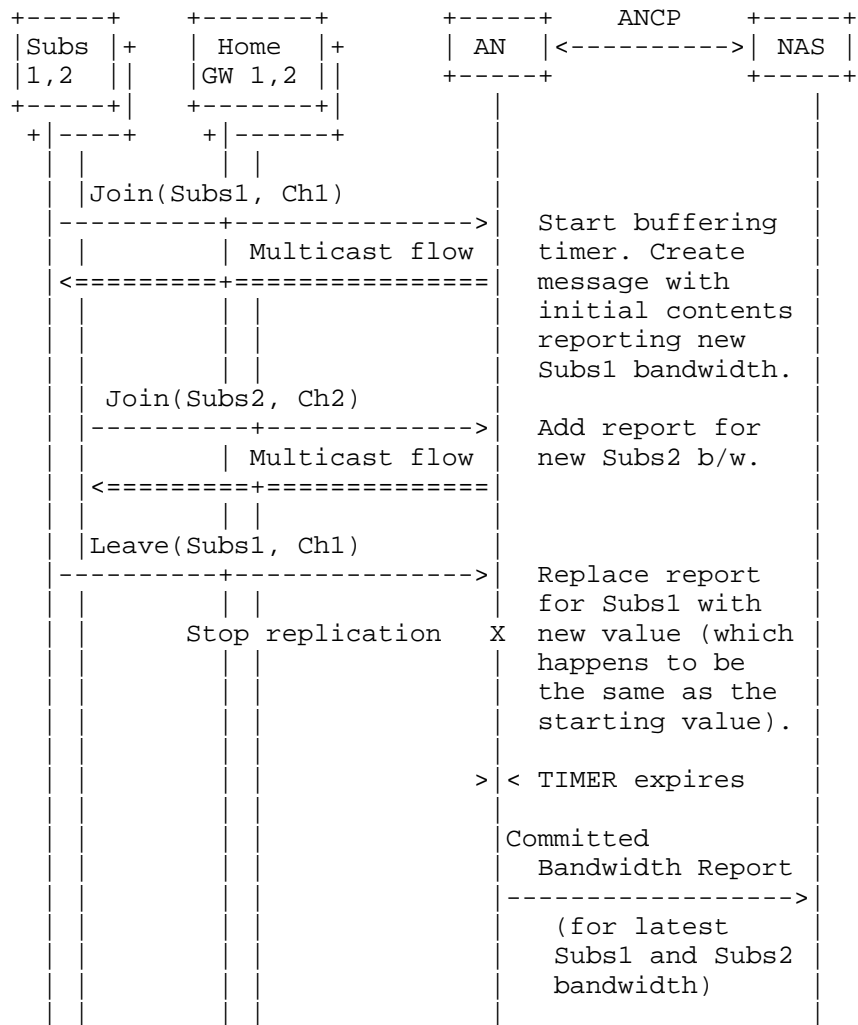 ANCP
Subs Home AN NAS
1,2 GW 1,2
Join(Subs1, Ch1)
Start buffering
Multicast flow timer. Create
message with
initial contents
reporting new
Subs1 bandwidth.
Join(Subs2, Ch2)
Add report for
Multicast flow new Subs2 b/w.
Leave(Subs1, Ch1)
Replace report
for Subs1 with
Stop replication X new value (which
happens to be
the same as the
starting value).
>|< TIMER expires
Committed
Bandwidth Report
(for latest
Subs1 and Subs2
bandwidth)